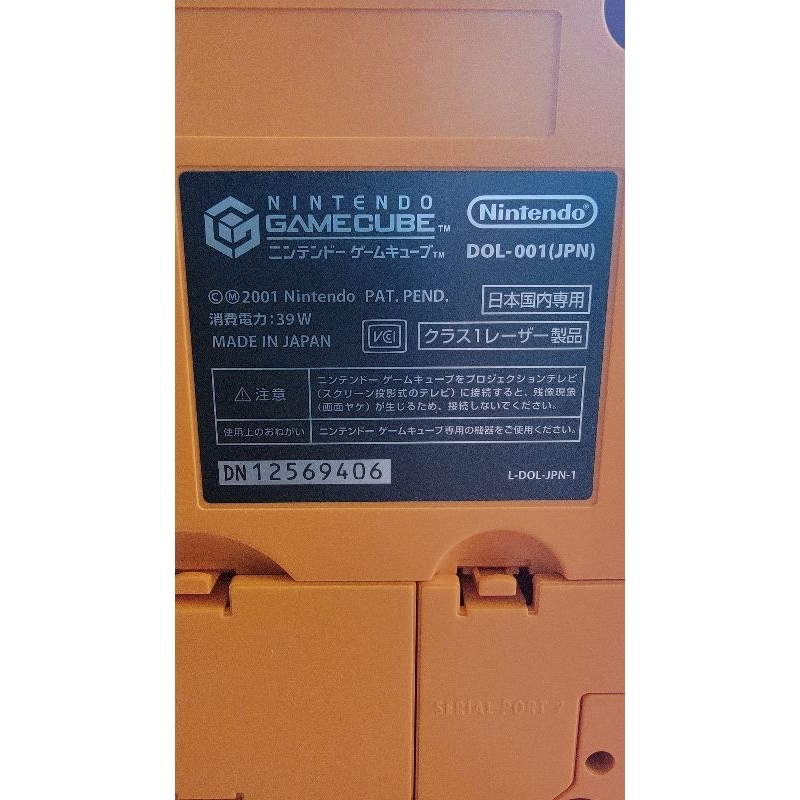 NINTENDO
GAMECUBE™
ニンテンドー ゲームキューブ™
Nintendo®
DOL-001(JPN)
©Ⓜ2001 Nintendo PAT. PEND.
日本国内専用
消費電力:39W
MADE IN JAPAN
VCI
クラス1レーザー製品
⚠注意
ニンテンドー ゲームキューブをプロジェクションテレビ
(スクリーン投影式のテレビ)に接続すると、残像現象
(画面ヤケ)が生じるため、接続しないでください。
使用上のおねがい
ニンテンドー ゲームキューブ専用の機器をご使用ください。
DN12569406
L-DOL-JPN-1
SERIAL PORT 2